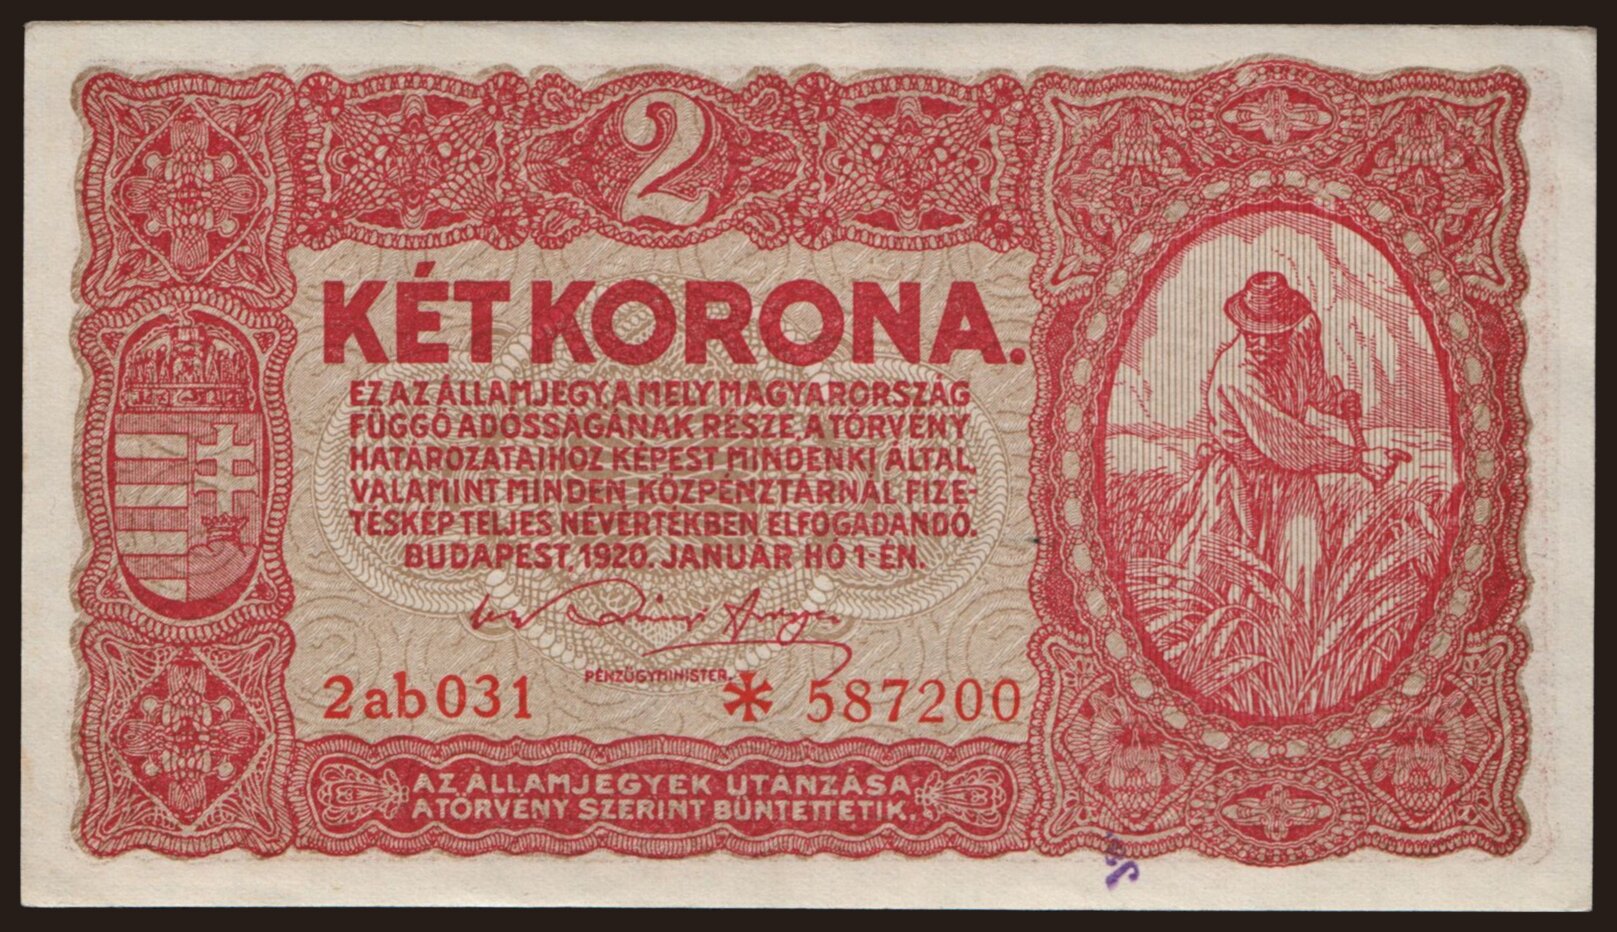 2
KÉT KORONA.
EZ AZ ÁLLAMJEGY, A MELY MAGYARORSZÁG
FÜGGŐ ADÓSSÁGÁNAK RÉSZE, A TÖRVÉNY
HATÁROZATAIHOZ KÉPEST MINDENKI ÁLTAL,
VALAMINT MINDEN KÖZPÉNZTÁRNÁL FIZE-
TÉSKÉP TELJES NÉVÉRTÉKBEN ELFOGADANDÓ.
BUDAPEST, 1920. JANUÁR HÓ 1-ÉN.
PÉNZÜGYMINISTER.
2ab031 * 587200
AZ ÁLLAMJEGYEK UTÁNZÁSA
A TÖRVÉNY SZERINT BÜNTETTETIK.